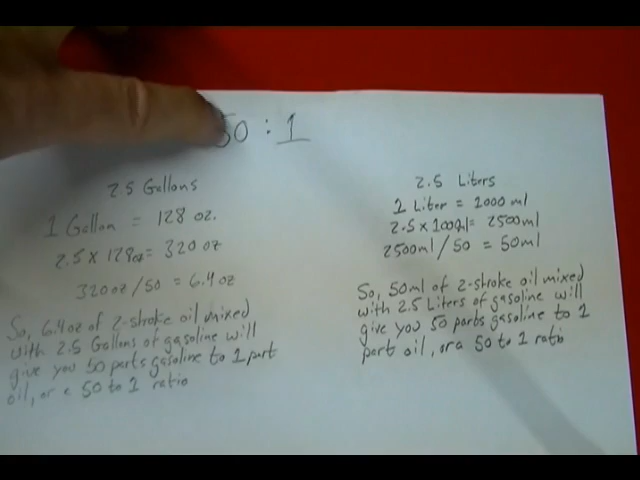 50 : 1
2.5 Gallons
1 Gallon = 128 oz.
2.5 x 128oz = 320 oz
320oz / 50 = 6.4 oz
So, 6.4oz of 2-stroke oil mixed
with 2.5 Gallons of gasoline will
give you 50 parts gasoline to 1 part
oil, or a 50 to 1 ratio
2.5 Liters
1 Liter = 1000 ml
2.5 x 1000ml = 2500ml
2500ml / 50 = 50ml
So, 50ml of 2-stroke oil mixed
with 2.5 Liters of gasoline will
give you 50 parts gasoline to 1
part oil, or a 50 to 1 ratio